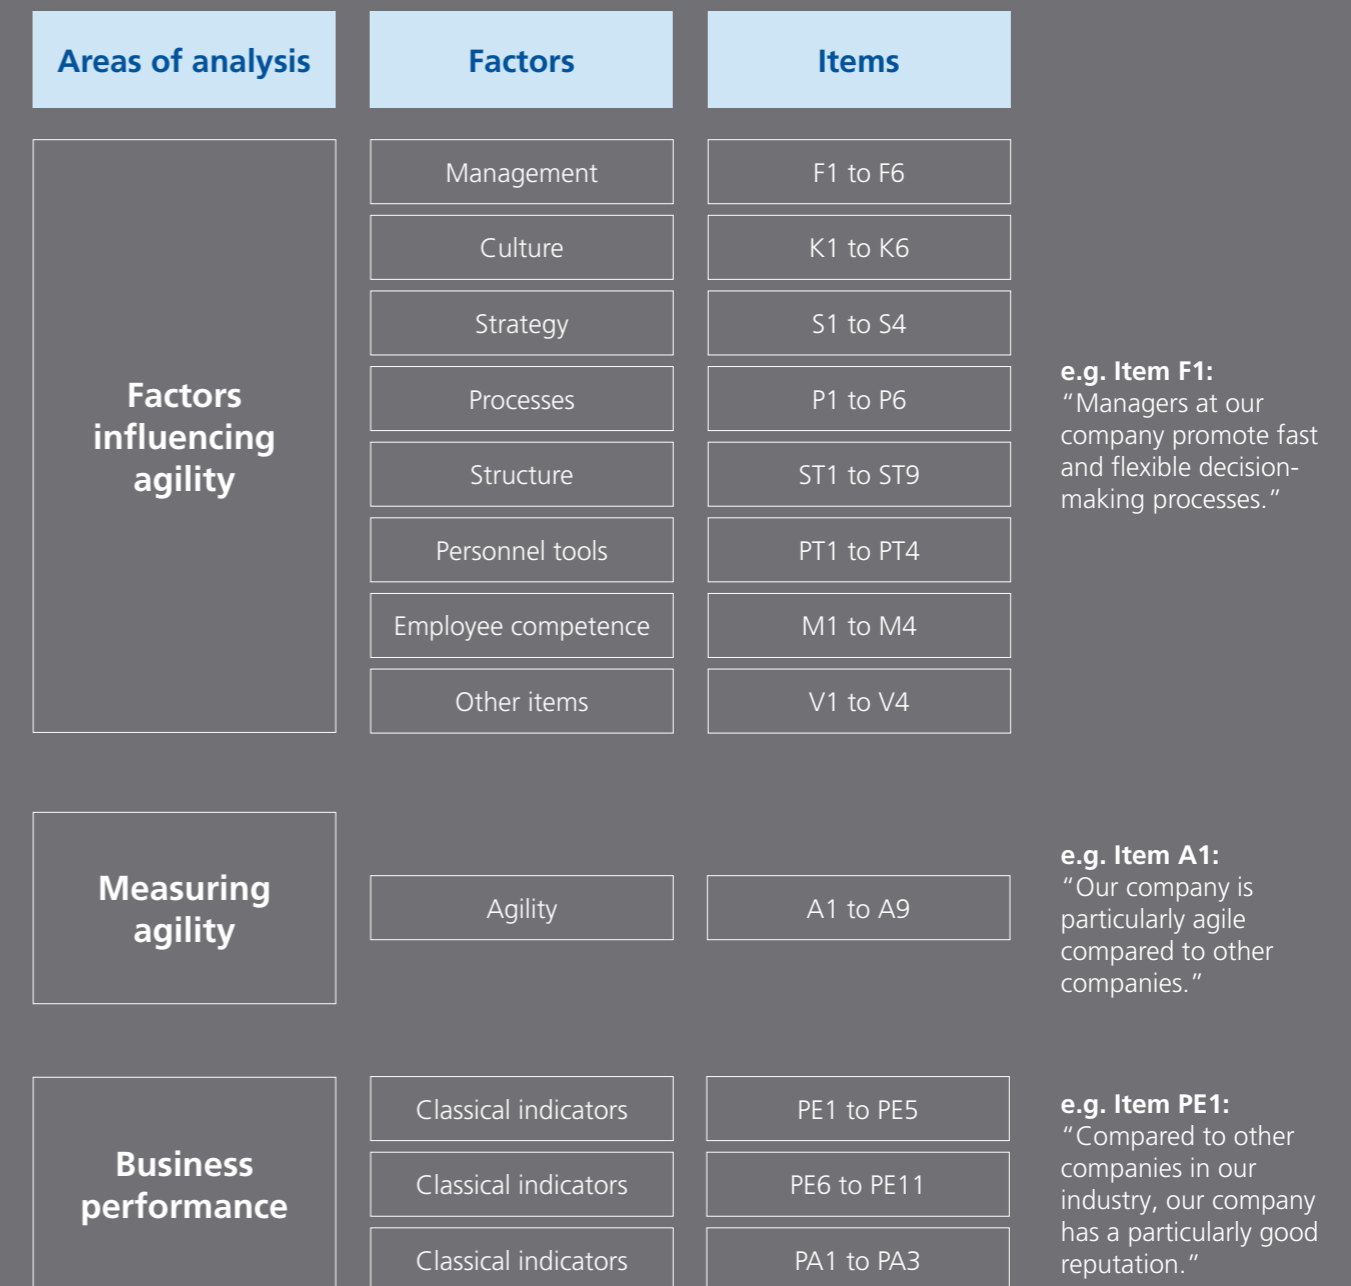 Areas of analysis
Factors
Items
Factors
influencing
agility
Management
F1 to F6
Culture
K1 to K6
Strategy
S1 to S4
Processes
P1 to P6
Structure
ST1 to ST9
Personnel tools
PT1 to PT4
Employee competence
M1 to M4
Other items
V1 to V4
e.g. Item F1:
“Managers at our
company promote fast
and flexible decision-
making processes.”
Measuring
agility
Agility
A1 to A9
e.g. Item A1:
“Our company is
particularly agile
compared to other
companies.”
Business
performance
Classical indicators
PE1 to PE5
Classical indicators
PE6 to PE11
Classical indicators
PA1 to PA3
e.g. Item PE1:
“Compared to other
companies in our
industry, our company
has a particularly good
reputation.”